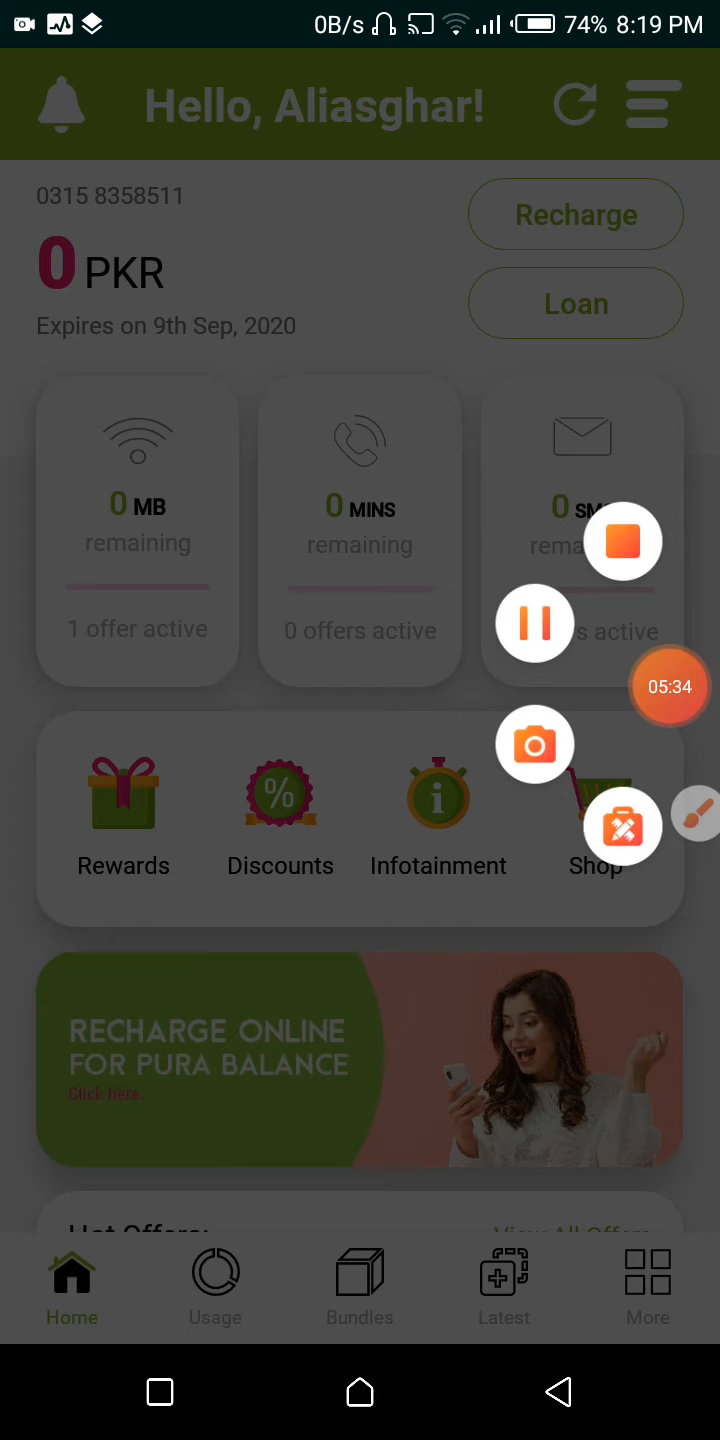 0B/s 74% 8:19 PM
Hello, Aliasghar!
0315 8358511
Recharge
0 PKR
Loan
Expires on 9th Sep, 2020
0 MB
0 MINS
0
remaining
remaining
1 offer active
0 offers active
active
05:34
%
i
Rewards
Discounts
Infotainment
Shop
RECHARGE ONLINE
FOR PURA BALANCE
Click here.
Hot Offers:
View All Offers
Home
Usage
Bundles
Latest
More